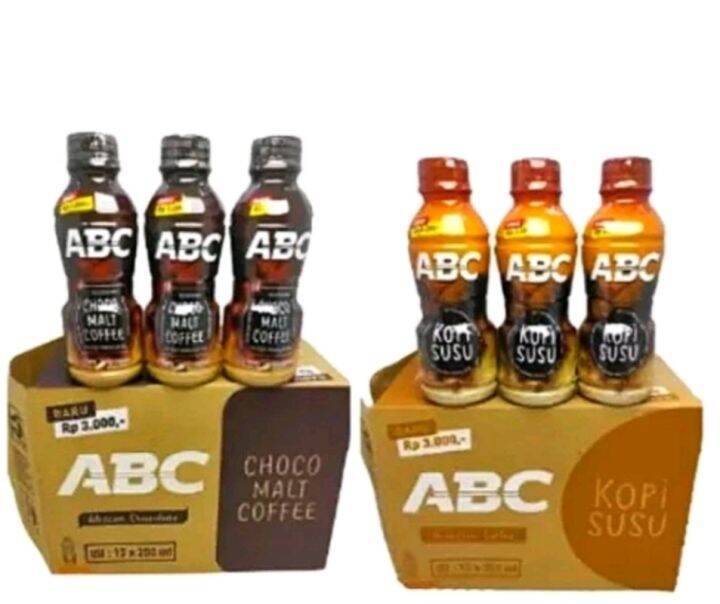 ABC
CHOCO
MALT
COFFEE
ABC
CHOCO
MALT
COFFEE
ABC
CHOCO
MALT
COFFEE
ABC
KOPI
SUSU
ABC
KOPI
SUSU
ABC
KOPI
SUSU
BARU
Rp 3.000,-
ABC
CHOCO
MALT
COFFEE
BARU
Rp 3.000,-
ABC
KOPI
SUSU